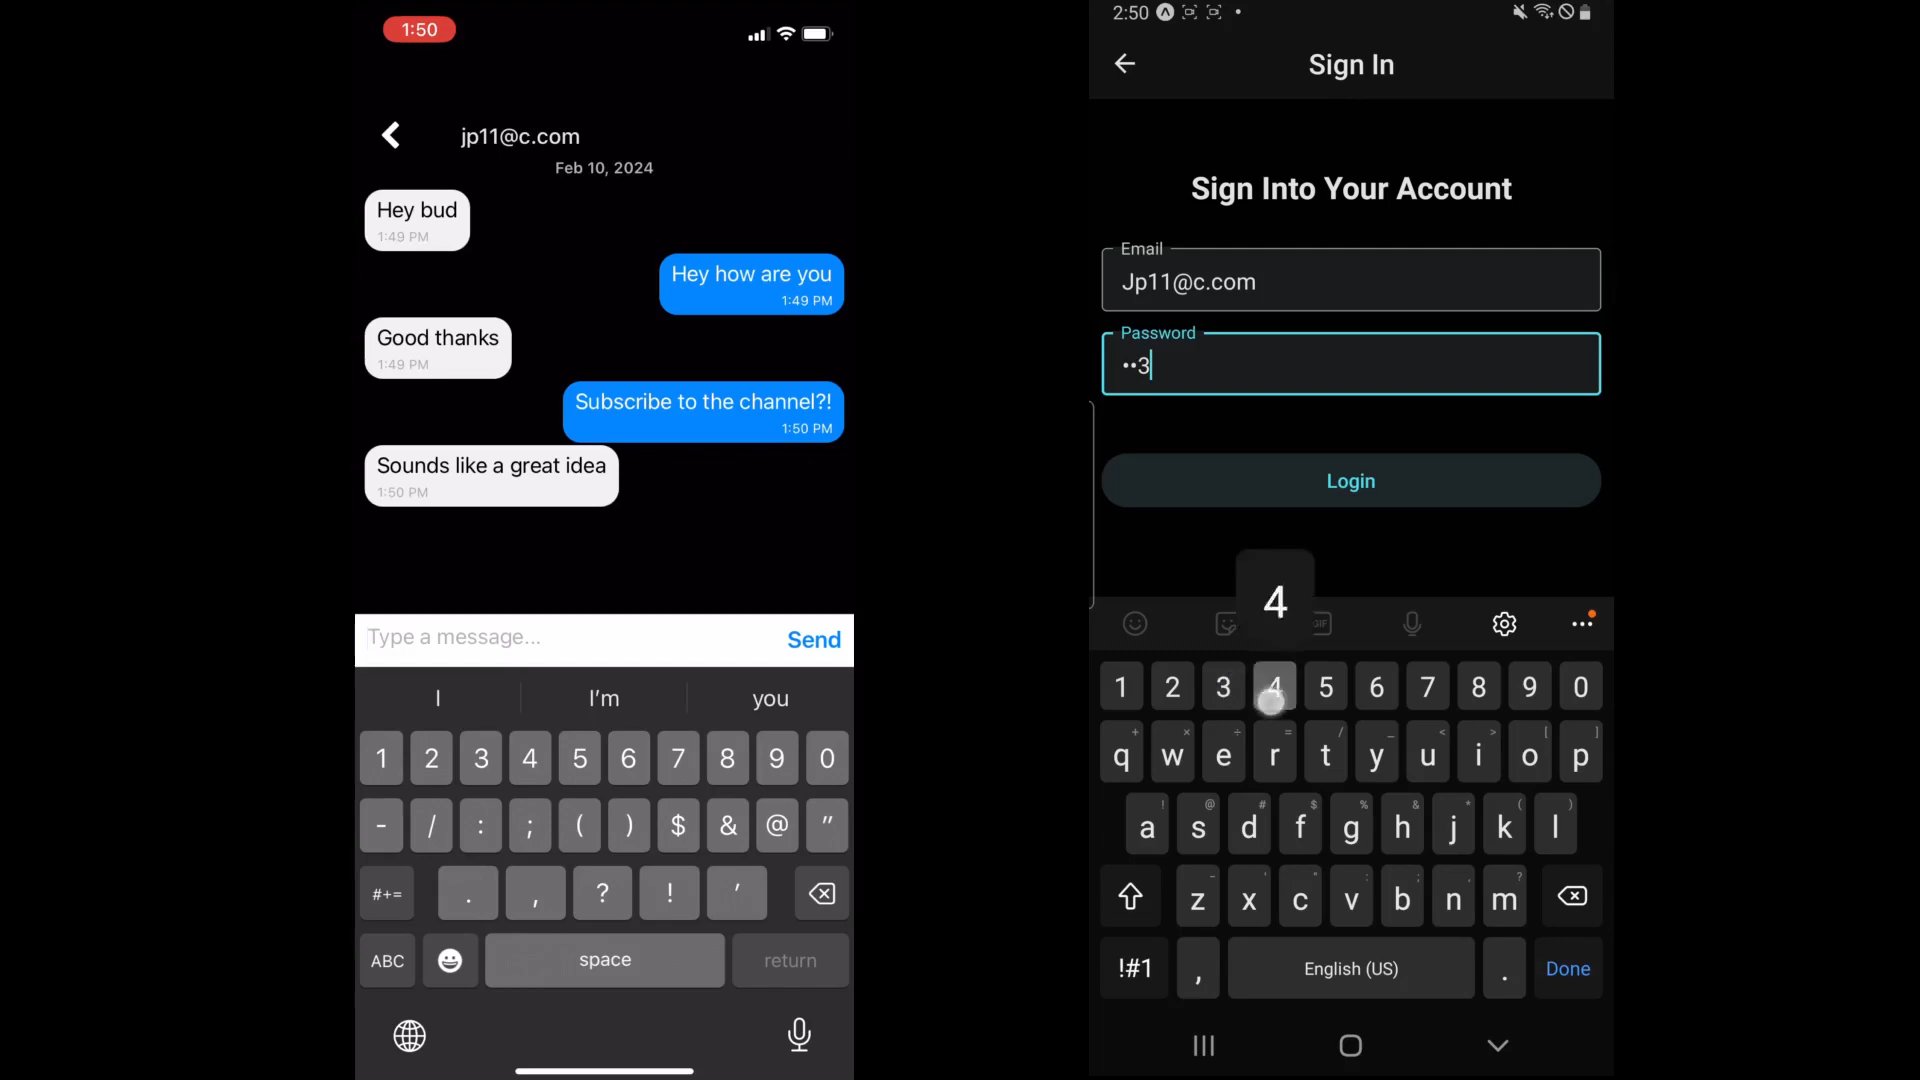 1:50
jp11@c.com
Feb 10, 2024
Hey bud
1:49 PM
Hey how are you
1:49 PM
Good thanks
1:49 PM
Subscribe to the channel?!
1:50 PM
Sounds like a great idea
1:50 PM
Type a message...
Send
I
I'm
you
1 2 3 4 5 6 7 8 9 0
- / : ; ( ) $ & @ "
#+= . , ? ! '
ABC space return
2:50
Sign In
Sign Into Your Account
Email
Jp11@c.com
Password
••3
Login
4
GIF
1 2 3 4 5 6 7 8 9 0
+ × ÷ = / _ < > [ ]
q w e r t y u i o p
! @ # $ % & * ( )
a s d f g h j k l
- ' " : ; , ?
z x c v b n m
!#1 , English (US) . Done